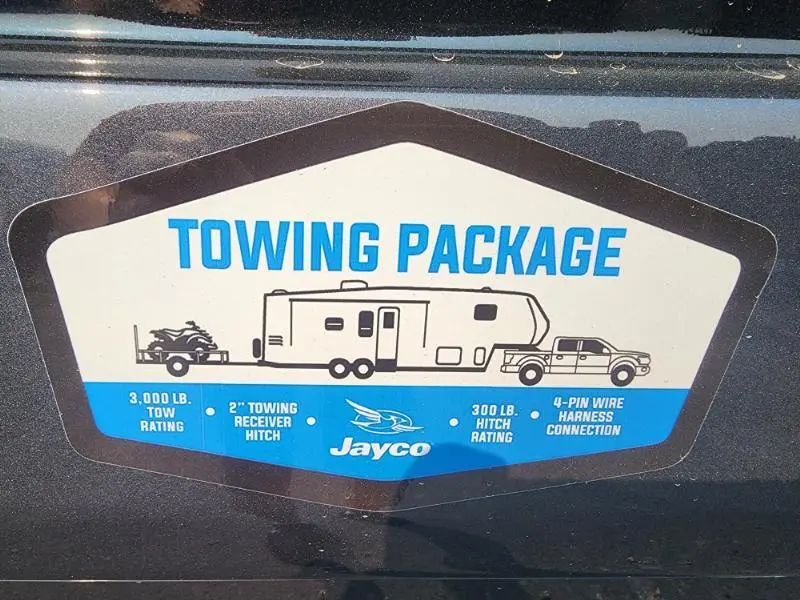 TOWING PACKAGE
3,000 LB.
TOW
RATING
2" TOWING
RECEIVER
HITCH
Jayco
300 LB.
HITCH
RATING
4-PIN WIRE
HARNESS
CONNECTION